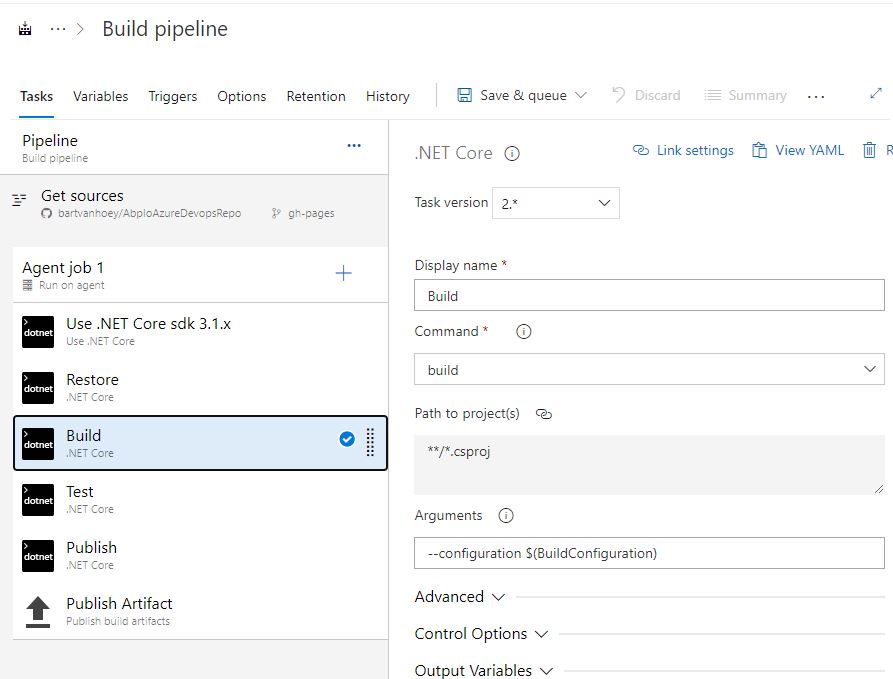 ··· > Build pipeline
Tasks Variables Triggers Options Retention History Save & queue Discard Summary ...
Pipeline ...
Build pipeline
Get sources
bartvanhoey/AbpIoAzureDevopsRepo gh-pages
Agent job 1 +
Run on agent
dotnet Use .NET Core sdk 3.1.x
Use .NET Core
dotnet Restore
.NET Core
dotnet Build
.NET Core
dotnet Test
.NET Core
dotnet Publish
.NET Core
Publish Artifact
Publish build artifacts
.NET Core Link settings View YAML R
Task version 2.*
Display name *
Build
Command *
build
Path to project(s)
**/*.csproj
Arguments
--configuration $(BuildConfiguration)
Advanced
Control Options
Output Variables